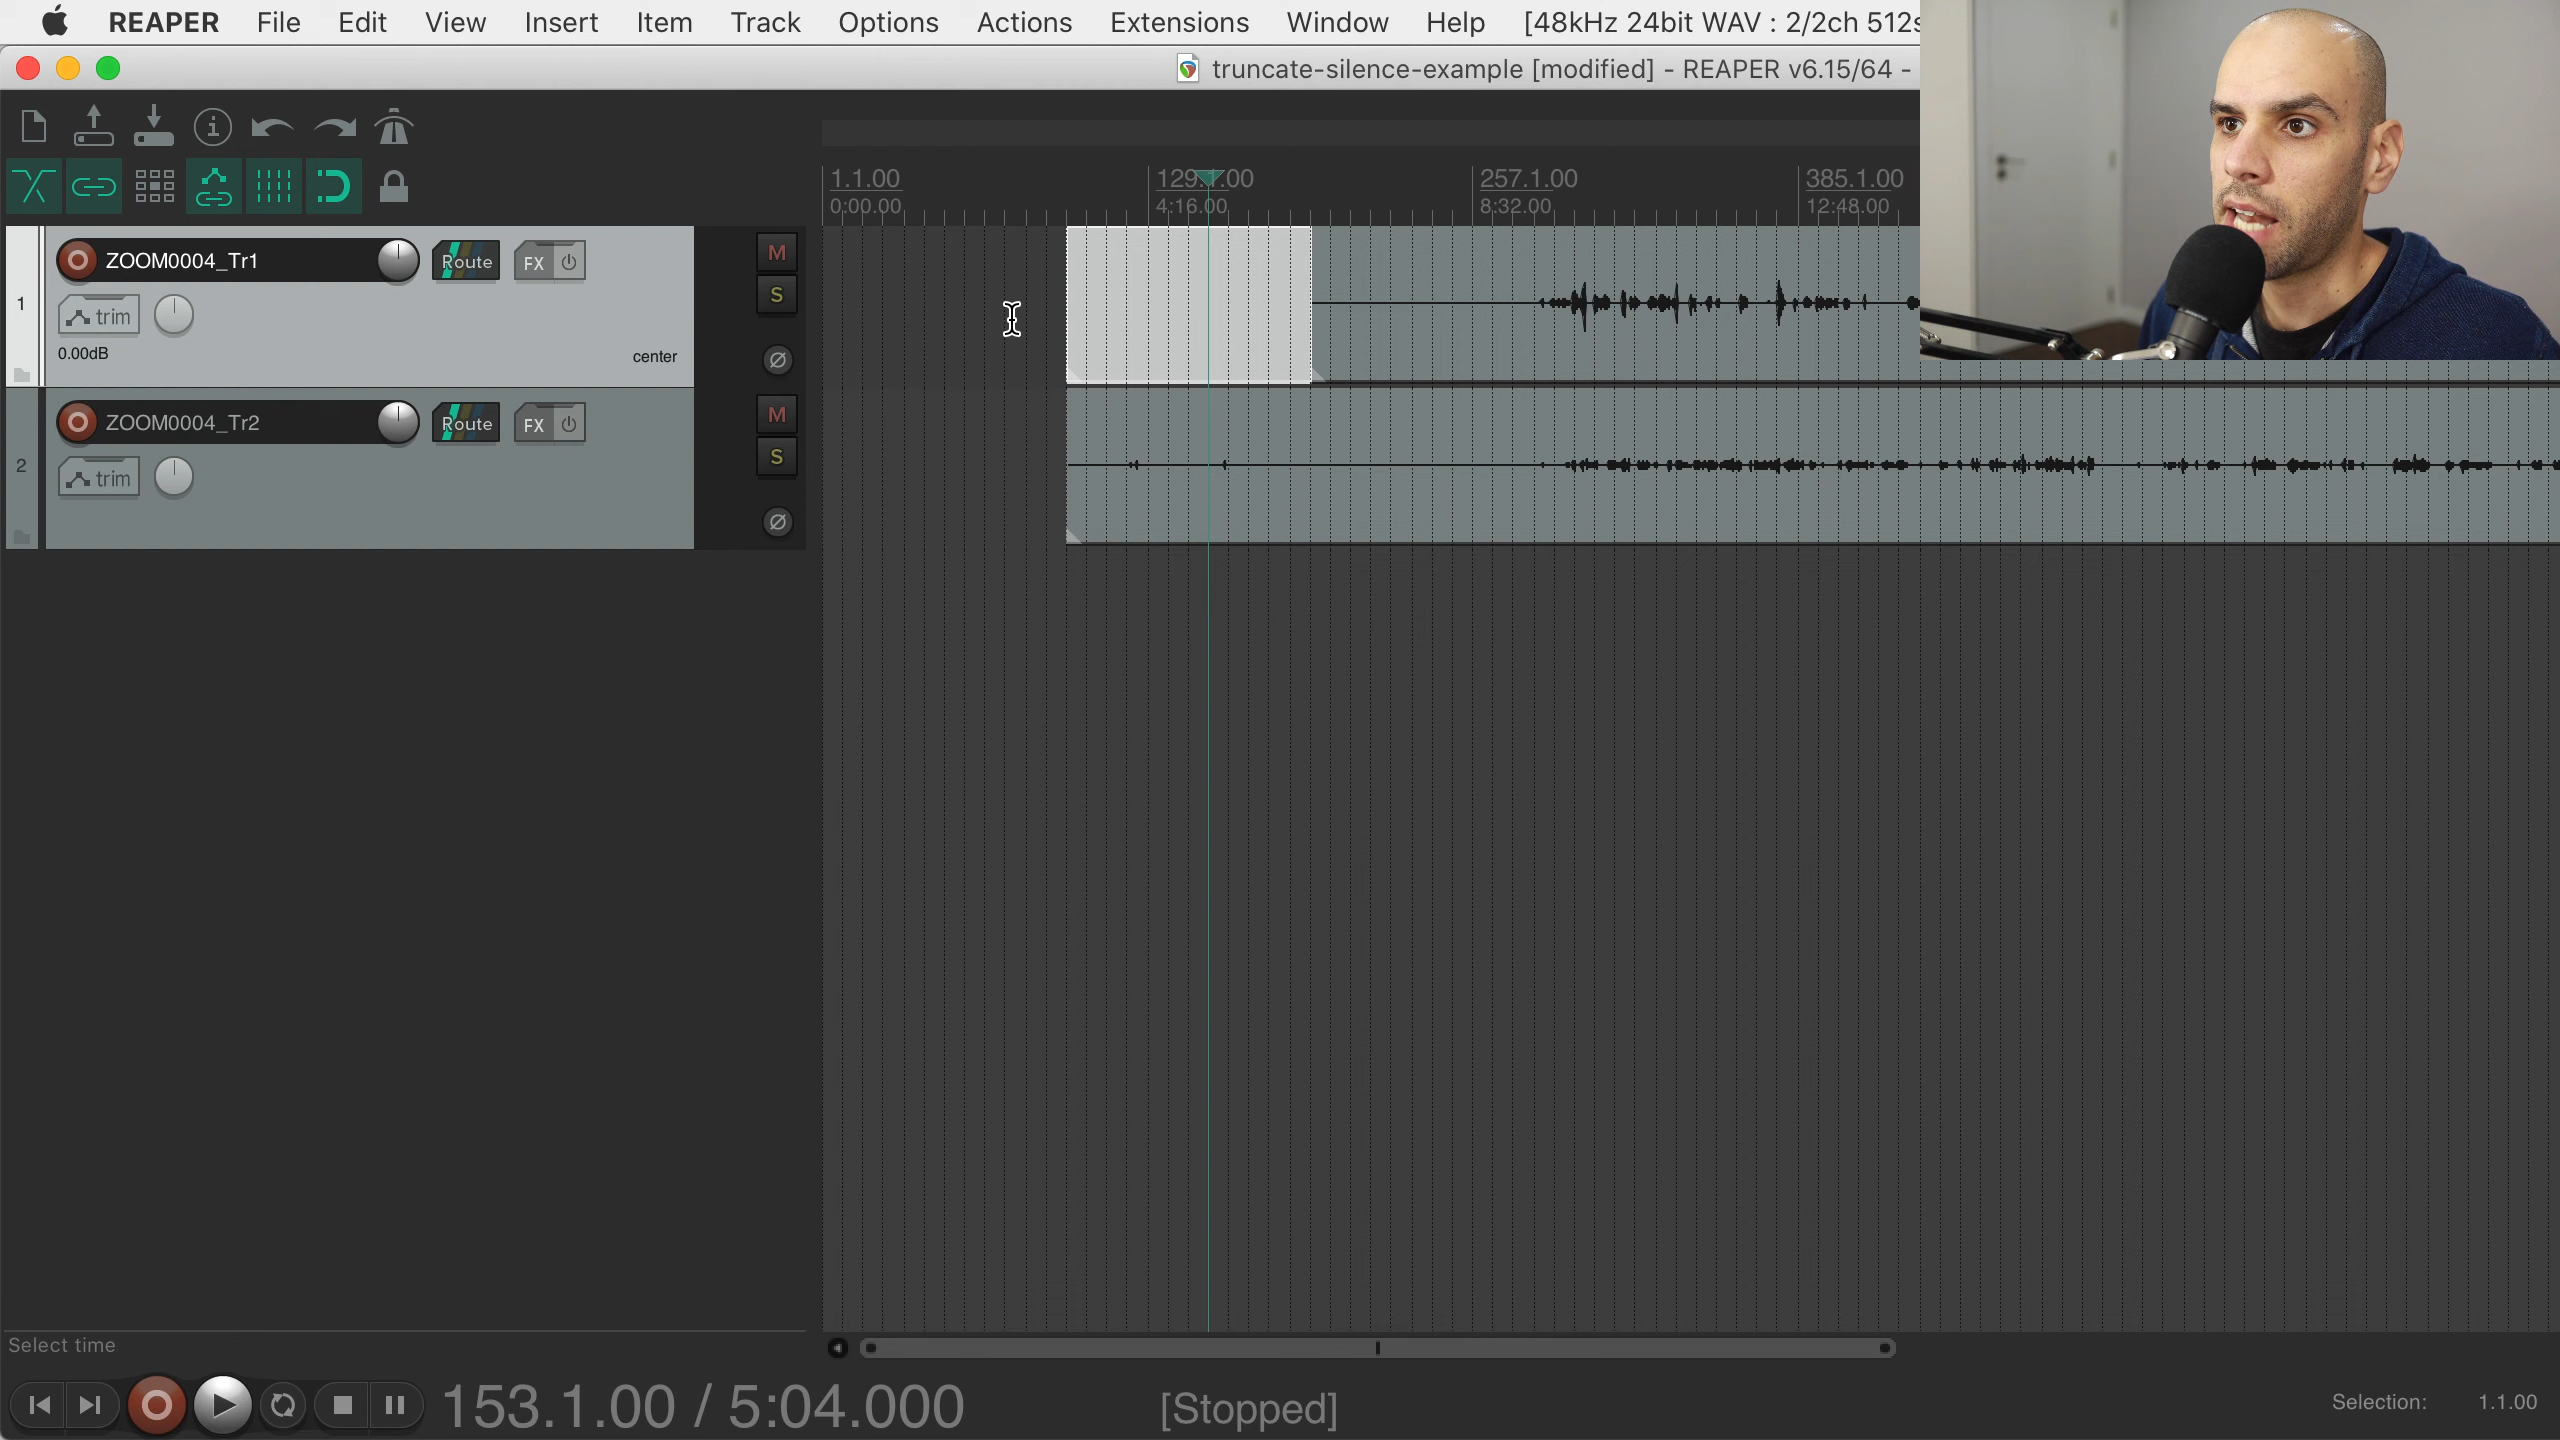 REAPER File Edit View Insert Item Track Options Actions Extensions Window Help [48kHz 24bit WAV : 2/2ch 512s
truncate-silence-example [modified] - REAPER v6.15/64 -
1.1.00 129.1.00 257.1.00 385.1.00
0:00.00 4:16.00 8:32.00 12:48.00
1 ZOOM0004_Tr1 Route FX M
trim S
0.00dB center Ø
2 ZOOM0004_Tr2 Route FX M
trim S
Ø
Select time
153.1.00 / 5:04.000 [Stopped] Selection: 1.1.00